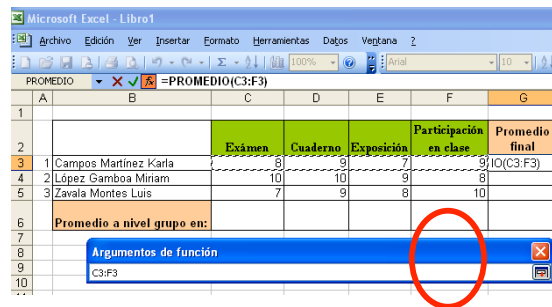 Microsoft Excel - Libro1
Archivo Edición Ver Insertar Formato Herramientas Datos Ventana ?
100% Arial 10
PROMEDIO =PROMEDIO(C3:F3)
A B C D E F G
1
2 Exámen Cuaderno Exposición Participación en clase Promedio final
3 1 Campos Martínez Karla 8 9 7 9 IO(C3:F3)
4 2 López Gamboa Miriam 10 10 9 8
5 3 Zavala Montes Luis 7 9 8 10
6 Promedio a nivel grupo en:
7
8 Argumentos de función
9 C3:F3
10